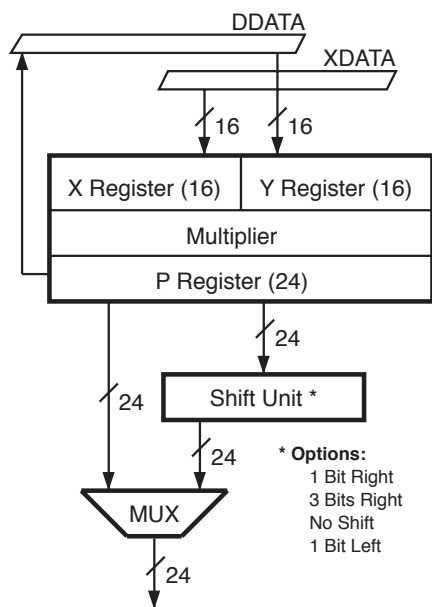 DDATA
XDATA
16
16
X Register (16)
Y Register (16)
Multiplier
P Register (24)
24
24
Shift Unit *
24
* Options:
1 Bit Right
3 Bits Right
No Shift
1 Bit Left
MUX
24